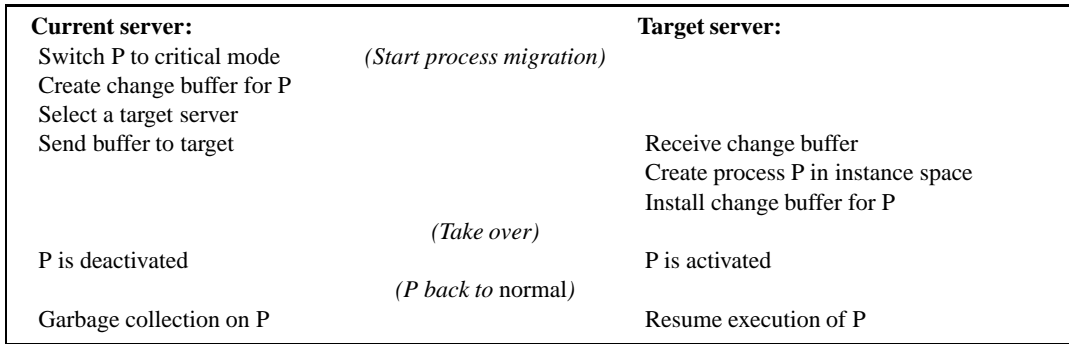 Current server: Target server:
Switch P to critical mode (Start process migration)
Create change buffer for P
Select a target server
Send buffer to target Receive change buffer
Create process P in instance space
Install change buffer for P
(Take over)
P is deactivated P is activated
(P back to normal)
Garbage collection on P Resume execution of P